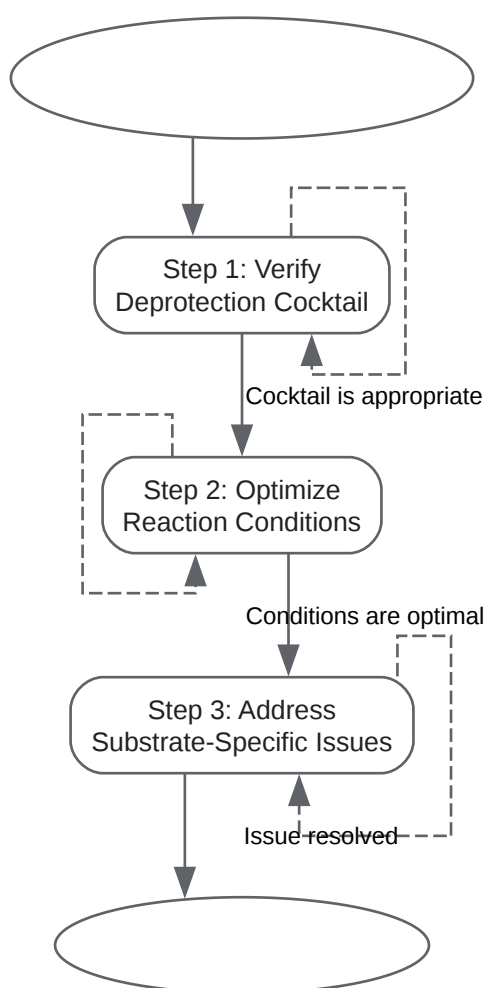 Step 1: Verify
Deprotection Cocktail
Cocktail is appropriate
Step 2: Optimize
Reaction Conditions
Conditions are optimal
Step 3: Address
Substrate-Specific Issues
Issue resolved